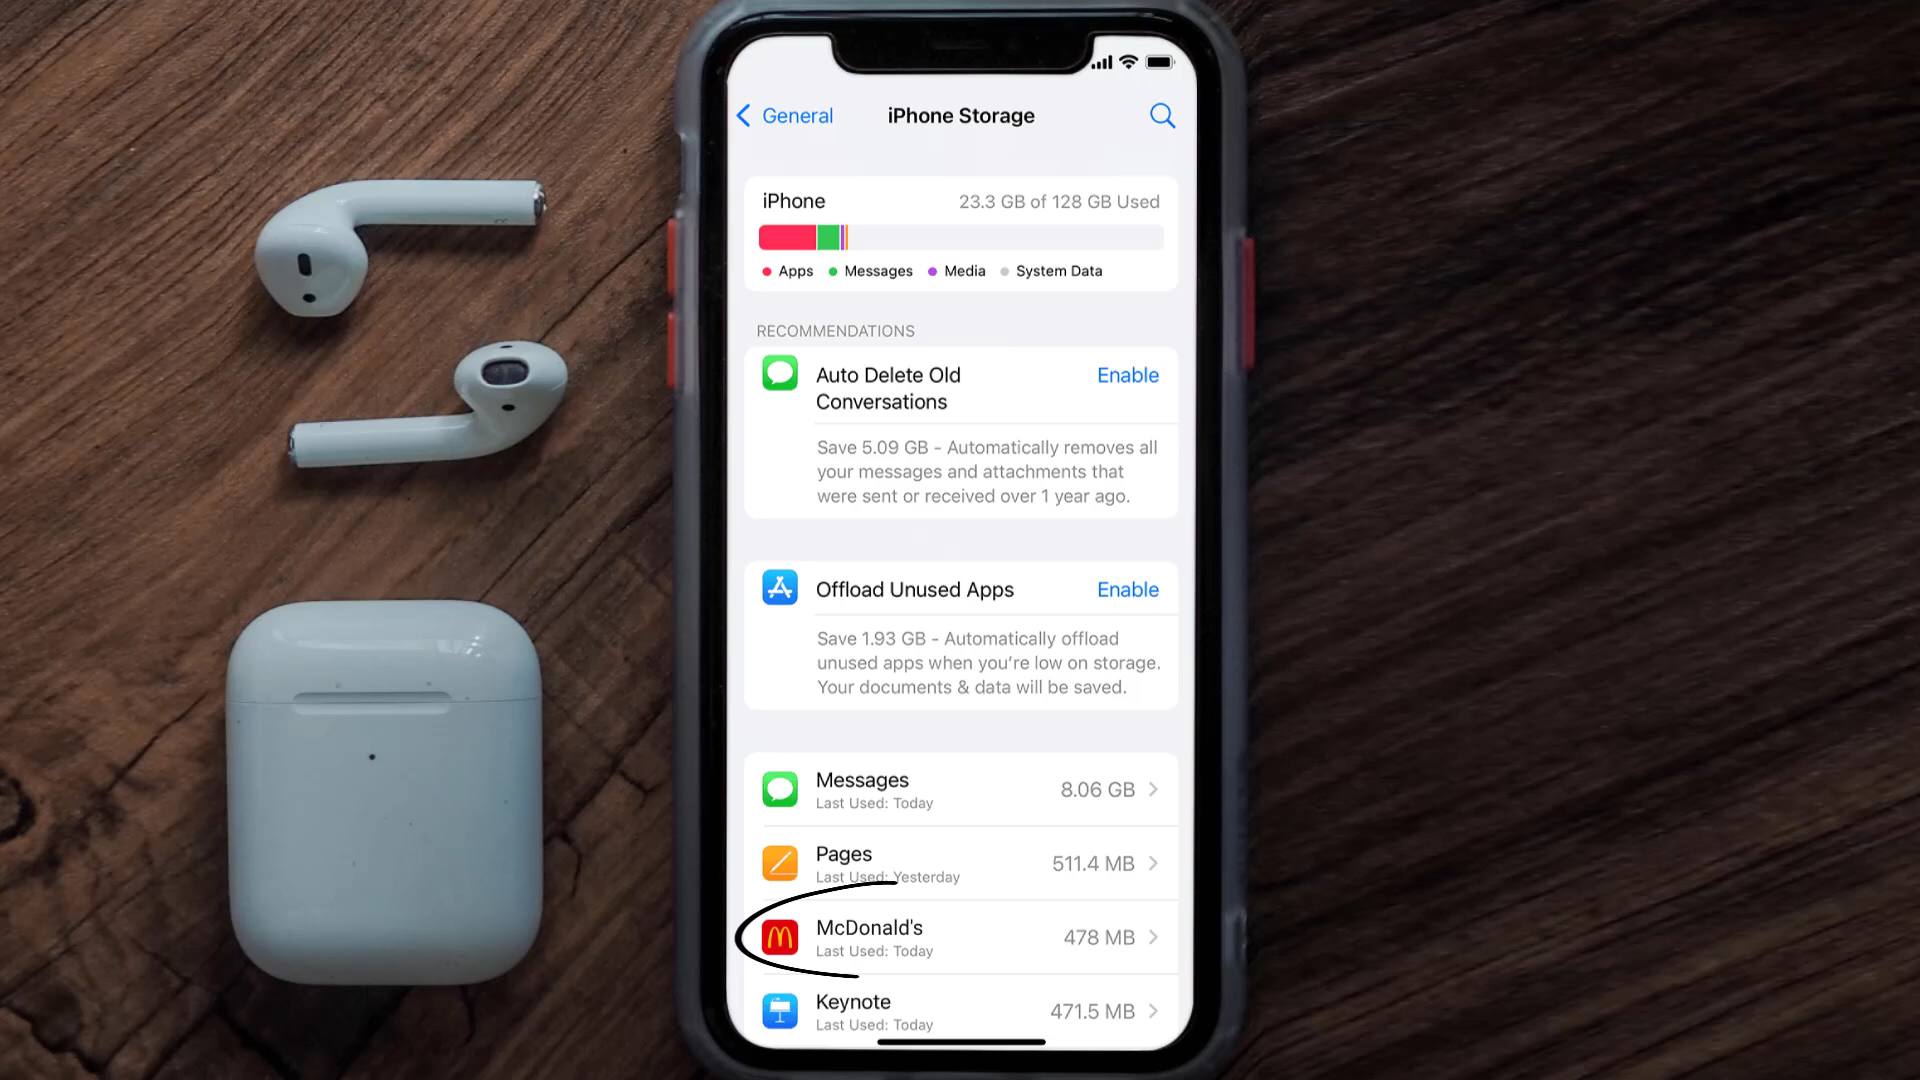 General
iPhone Storage
iPhone
23.3 GB of 128 GB Used
Apps
Messages
Media
System Data
RECOMMENDATIONS
Auto Delete Old
Conversations
Enable
Save 5.09 GB - Automatically removes all
your messages and attachments that
were sent or received over 1 year ago.
Offload Unused Apps
Enable
Save 1.93 GB - Automatically offload
unused apps when you're low on storage.
Your documents & data will be saved.
Messages
8.06 GB
Last Used: Today
Pages
511.4 MB
Last Used: Yesterday
McDonald's
478 MB
Last Used: Today
Keynote
471.5 MB
Last Used: Today